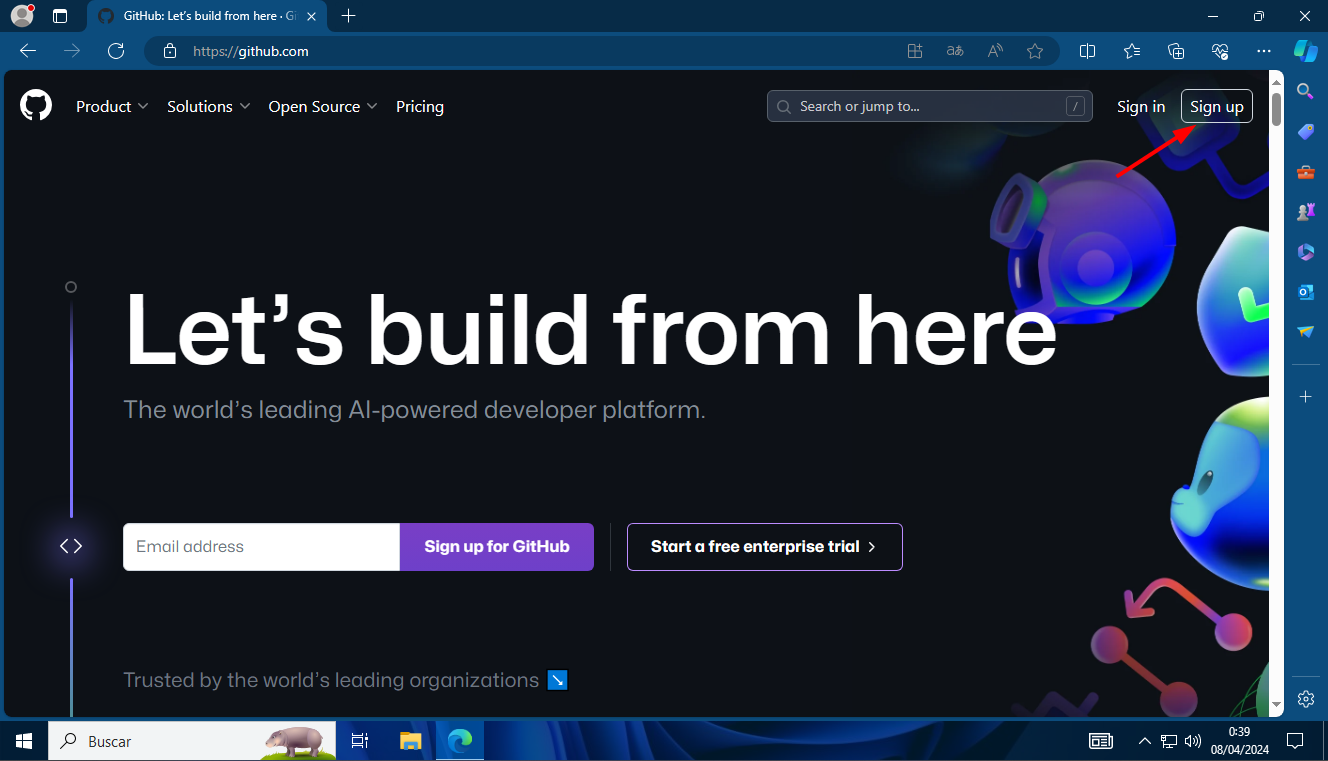 GitHub: Let's build from here · Gi
https://github.com
Product
Solutions
Open Source
Pricing
Search or jump to...
/
Sign in
Sign up
Let's build from here
The world's leading AI-powered developer platform.
Email address
Sign up for GitHub
Start a free enterprise trial
Trusted by the world's leading organizations
Buscar
0:39
08/04/2024